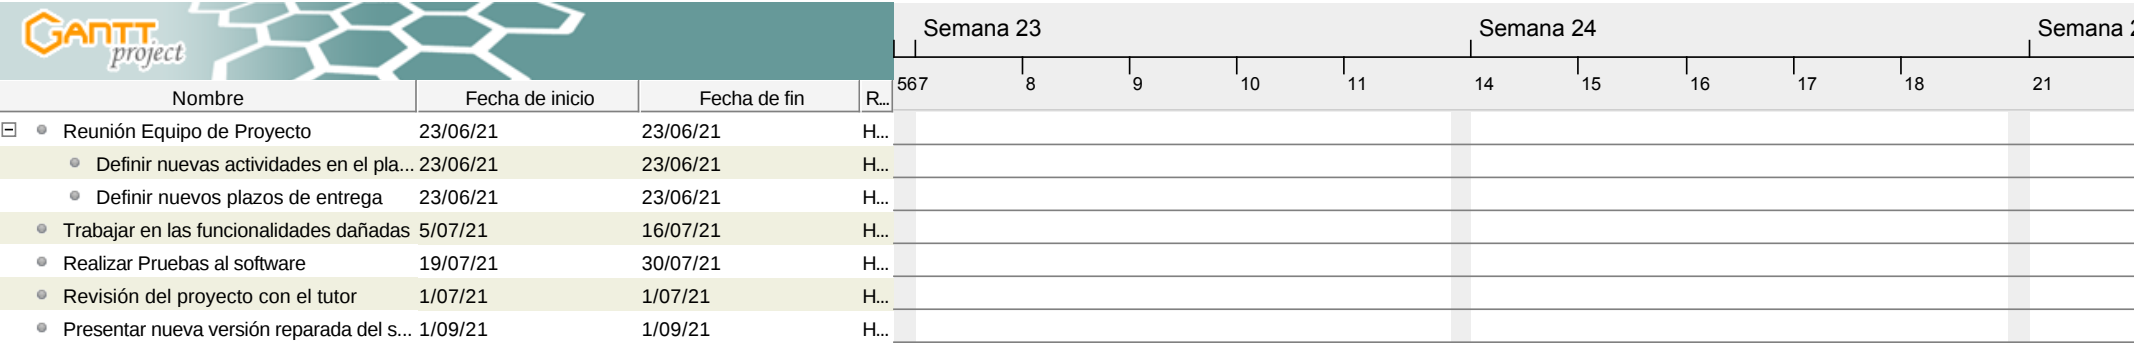 GANTT
project
Semana 23 Semana 24 Semana 2
567 8 9 10 11 14 15 16 17 18 21
Nombre Fecha de inicio Fecha de fin R...
Reunión Equipo de Proyecto 23/06/21 23/06/21 H...
Definir nuevas actividades en el pla... 23/06/21 23/06/21 H...
Definir nuevos plazos de entrega 23/06/21 23/06/21 H...
Trabajar en las funcionalidades dañadas 5/07/21 16/07/21 H...
Realizar Pruebas al software 19/07/21 30/07/21 H...
Revisión del proyecto con el tutor 1/07/21 1/07/21 H...
Presentar nueva versión reparada del s... 1/09/21 1/09/21 H...